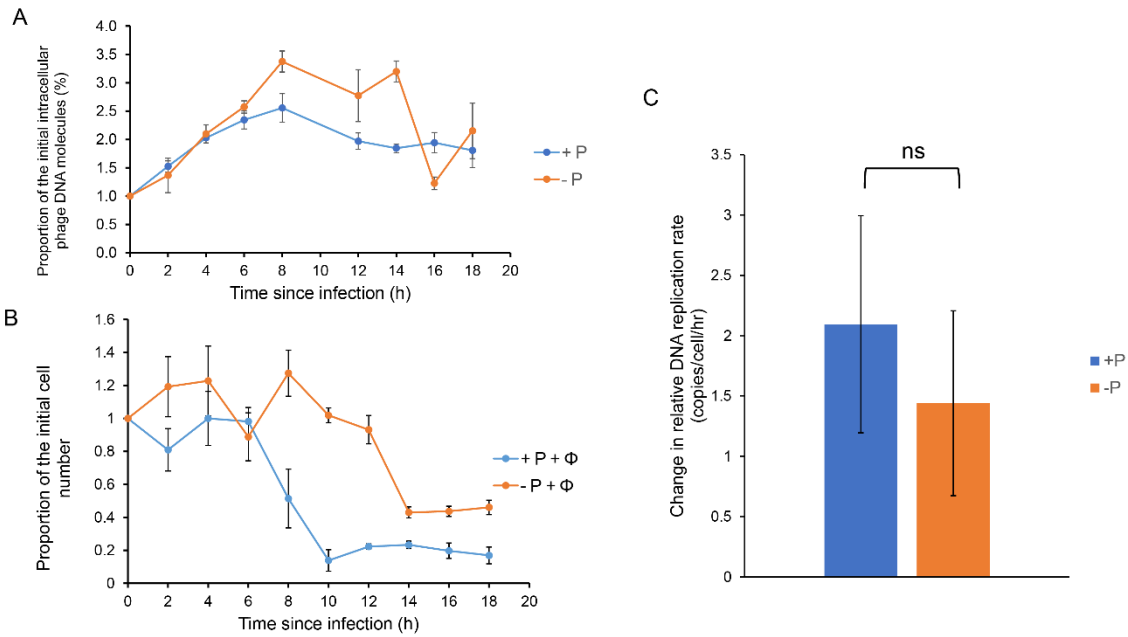 A
Proportion of the initial intracellular
phage DNA molecules (%)
4.0
3.5
3.0
2.5
2.0
1.5
1.0
0.5
0.0
0 2 4 6 8 10 12 14 16 18 20
Time since infection (h)
+ P
- P
B
Proportion of the initial cell
number
1.6
1.4
1.2
1
0.8
0.6
0.4
0.2
0
0 2 4 6 8 10 12 14 16 18 20
Time since infection (h)
+ P + Φ
- P + Φ
C
Change in relative DNA replication rate
(copies/cell/hr)
3.5
3
2.5
2
1.5
1
0.5
0
ns
+P
-P